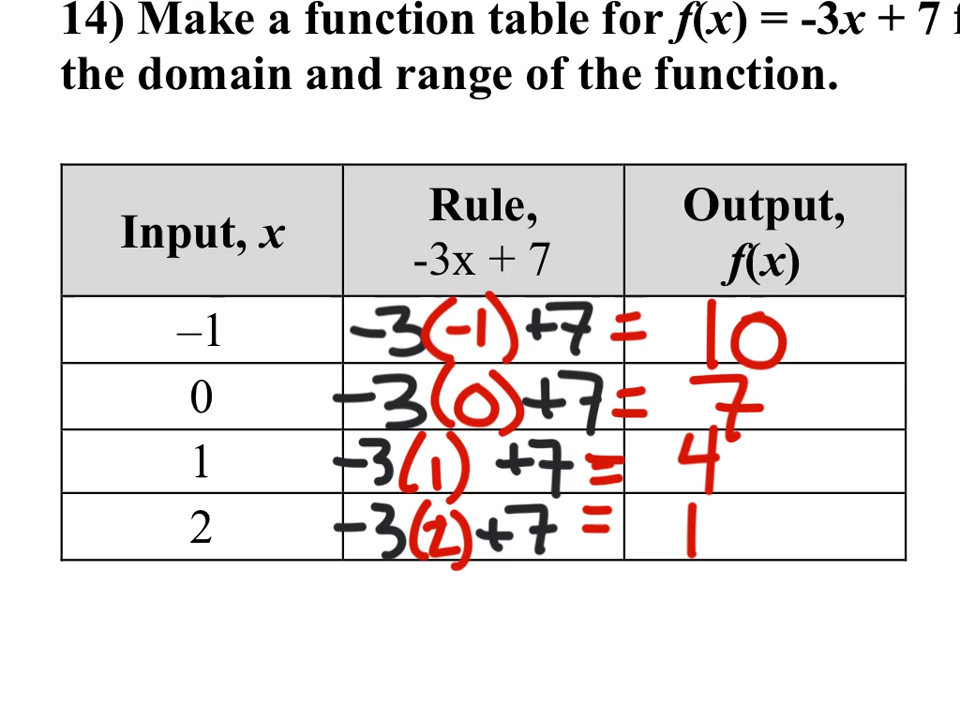 14) Make a function table for f(x) = -3x + 7
the domain and range of the function.
Input, x
Rule,
-3x + 7
Output,
f(x)
–1 -3(-1)+7 = 10
0 -3(0)+7 = 7
1 -3(1) +7 = 4
2 -3(2)+7 = 1